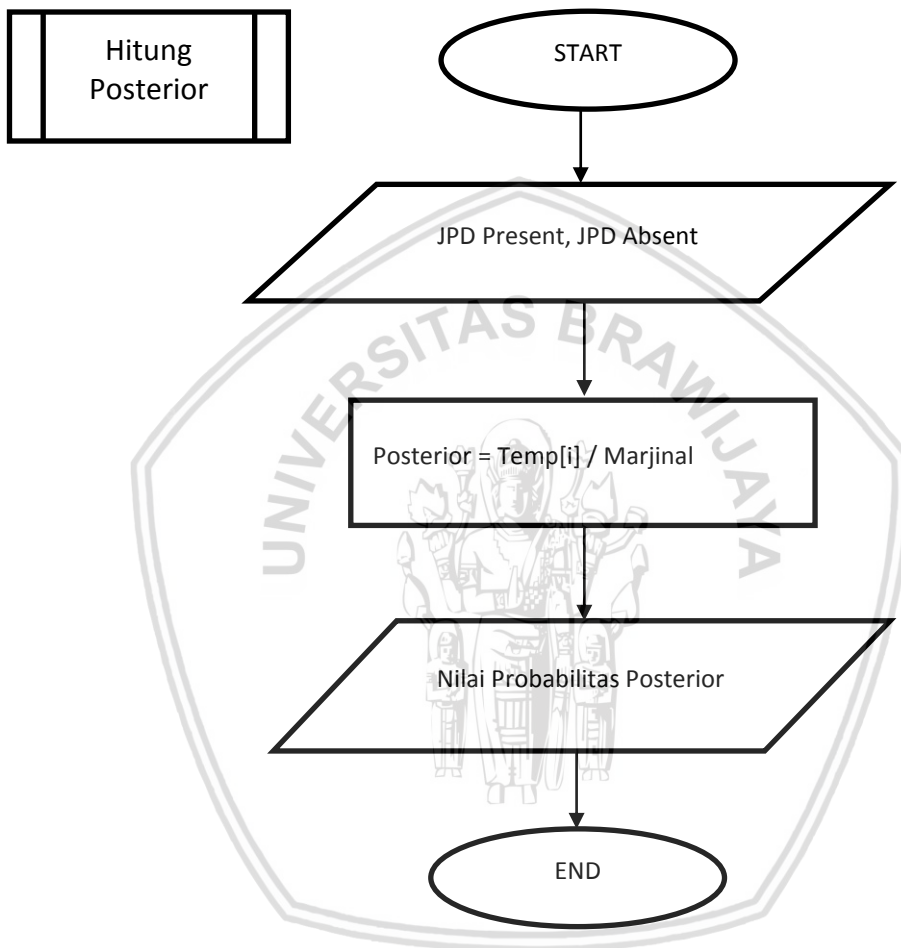 Hitung
Posterior
START
JPD Present, JPD Absent
UNIVERSITAS BRAWIJAYA
Posterior = Temp[i] / Marjinal
Nilai Probabilitas Posterior
END